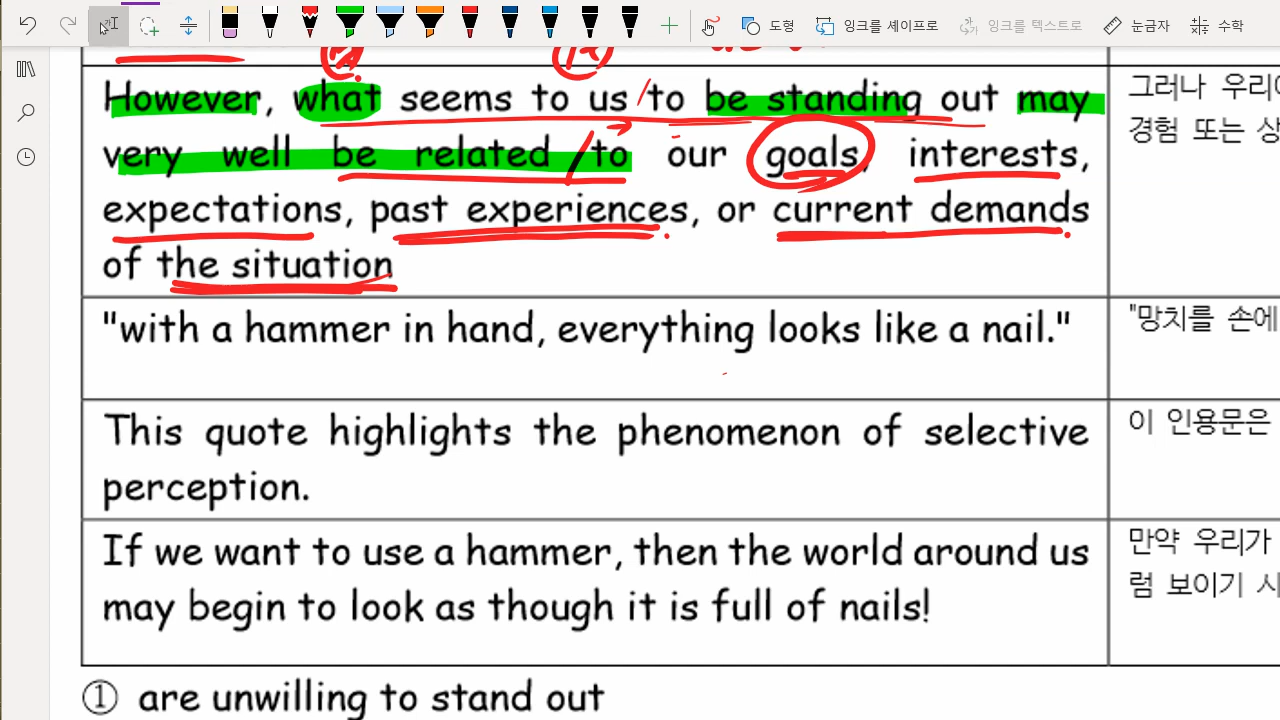 도형
잉크를 셰이프로
잉크를 텍스트로
눈금자
수학
However, what seems to us to be standing out may
very well be related to our goals, interests,
expectations, past experiences, or current demands
of the situation
그러나 우리
경험 또는
"with a hammer in hand, everything looks like a nail."
"망치를 손에
This quote highlights the phenomenon of selective
perception.
이 인용문은
If we want to use a hammer, then the world around us
may begin to look as though it is full of nails!
만약 우리가
럼 보이기
① are unwilling to stand out